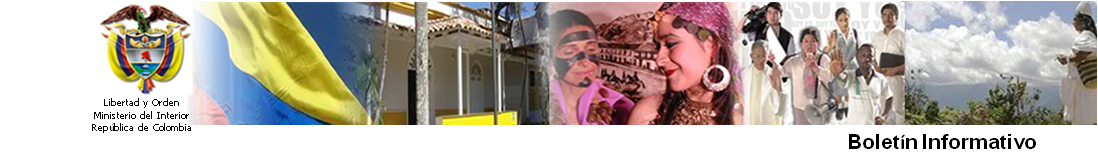 Libertad y Orden
Ministerio del Interior
República de Colombia
Boletín Informativo